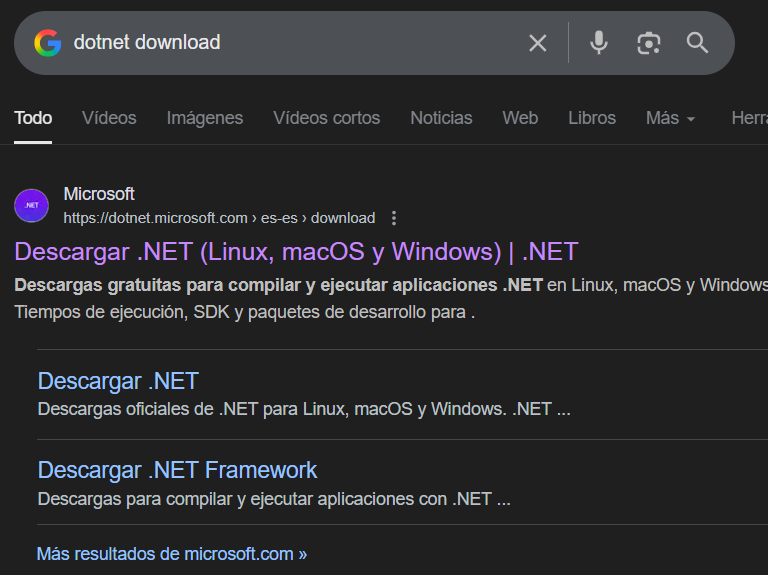 dotnet download
Todo Vídeos Imágenes Vídeos cortos Noticias Web Libros Más Herra
.NET
Microsoft
https://dotnet.microsoft.com › es-es › download
Descargar .NET (Linux, macOS y Windows) | .NET
Descargas gratuitas para compilar y ejecutar aplicaciones .NET en Linux, macOS y Windows
Tiempos de ejecución, SDK y paquetes de desarrollo para .
Descargar .NET
Descargas oficiales de .NET para Linux, macOS y Windows. .NET ...
Descargar .NET Framework
Descargas para compilar y ejecutar aplicaciones con .NET ...
Más resultados de microsoft.com »